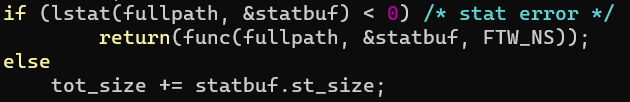 if (lstat(fullpath, &statbuf) < 0) /* stat error */
        return(func(fullpath, &statbuf, FTW_NS));
else
    tot_size += statbuf.st_size;